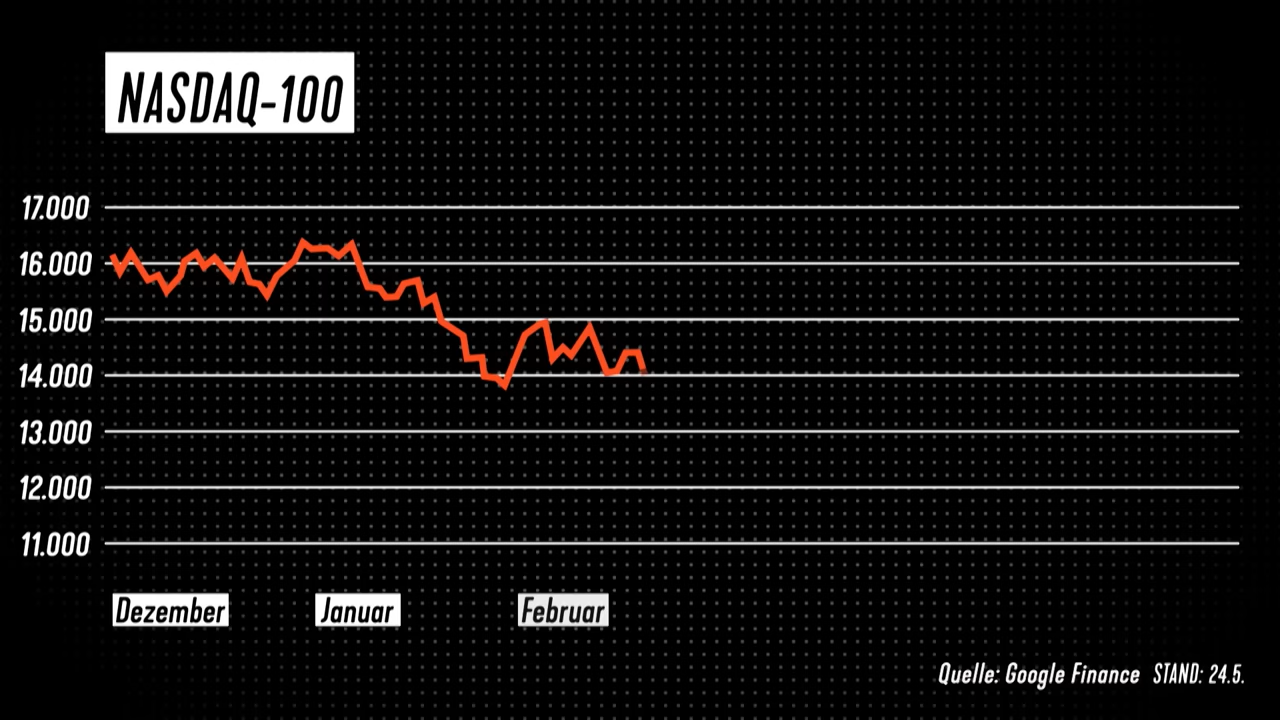 NASDAQ-100
17.000
16.000
15.000
14.000
13.000
12.000
11.000
Dezember Januar Februar
Quelle: Google Finance STAND: 24.5.